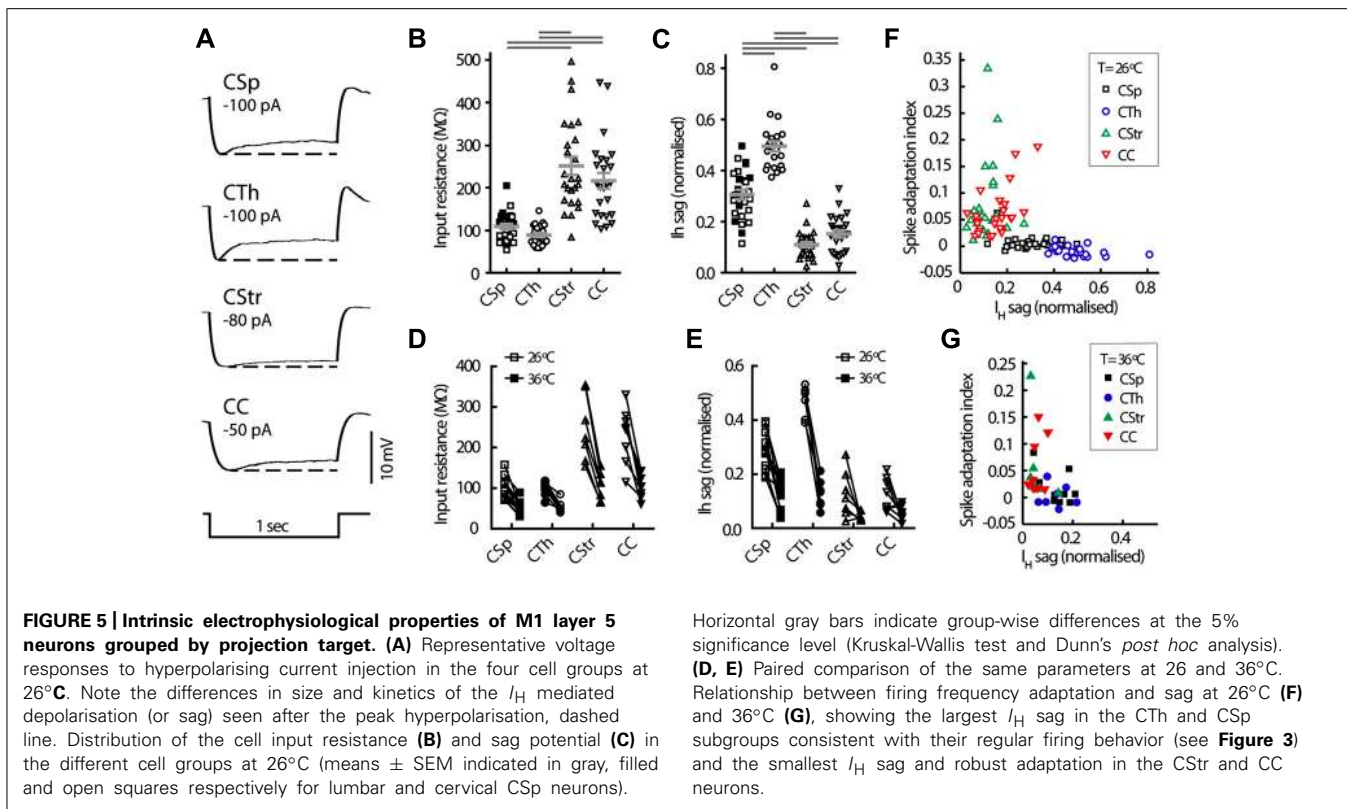 A
CSp
-100 pA
CTh
-100 pA
CStr
-80 pA
CC
-50 pA
10 mV
1 sec
B
Input resistance (MΩ)
500
400
300
200
100
0
CSp
CTh
CStr
CC
C
Ih sag (normalised)
0.8
0.6
0.4
0.2
0.0
CSp
CTh
CStr
CC
F
Spike adaptation index
0.35
0.3
0.25
0.2
0.15
0.1
0.05
0
-0.05
0
0.2
0.4
0.6
0.8
I_H sag (normalised)
T=26°C
CSp
CTh
CStr
CC
D
26°C
36°C
Input resistance (MΩ)
400
300
200
100
0
CSp
CTh
CStr
CC
E
26°C
36°C
Ih sag (normalised)
0.6
0.4
0.2
0.0
CSp
CTh
CStr
CC
G
Spike adaptation index
0.25
0.2
0.15
0.1
0.05
0
-0.05
0
0.2
0.4
I_H sag (normalised)
T=36°C
CSp
CTh
CStr
CC
FIGURE 5 | Intrinsic electrophysiological properties of M1 layer 5
neurons grouped by projection target. (A) Representative voltage
responses to hyperpolarising current injection in the four cell groups at
26°C. Note the differences in size and kinetics of the I_H mediated
depolarisation (or sag) seen after the peak hyperpolarisation, dashed
line. Distribution of the cell input resistance (B) and sag potential (C) in
the different cell groups at 26°C (means ± SEM indicated in gray, filled
and open squares respectively for lumbar and cervical CSp neurons).
Horizontal gray bars indicate group-wise differences at the 5%
significance level (Kruskal-Wallis test and Dunn's post hoc analysis).
(D, E) Paired comparison of the same parameters at 26 and 36°C.
Relationship between firing frequency adaptation and sag at 26°C (F)
and 36°C (G), showing the largest I_H sag in the CTh and CSp
subgroups consistent with their regular firing behavior (see Figure 3)
and the smallest I_H sag and robust adaptation in the CStr and CC
neurons.